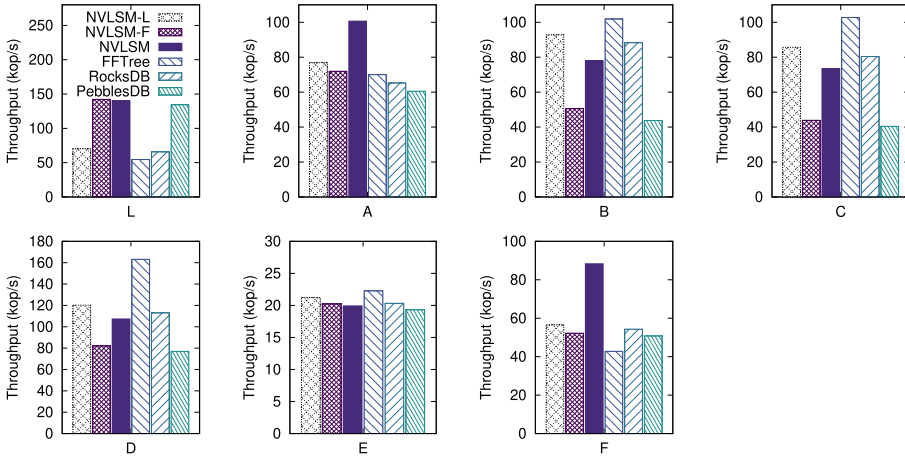 Throughput (kop/s)
250
200
150
100
50
0
NVLSM-L
NVLSM-F
NVLSM
FFTree
RocksDB
PebblesDB
L
Throughput (kop/s)
100
80
60
40
20
0
A
Throughput (kop/s)
100
80
60
40
20
0
B
Throughput (kop/s)
100
80
60
40
20
0
C
Throughput (kop/s)
180
160
140
120
100
80
60
40
20
0
D
Throughput (kop/s)
30
25
20
15
10
5
0
E
Throughput (kop/s)
100
80
60
40
20
0
F